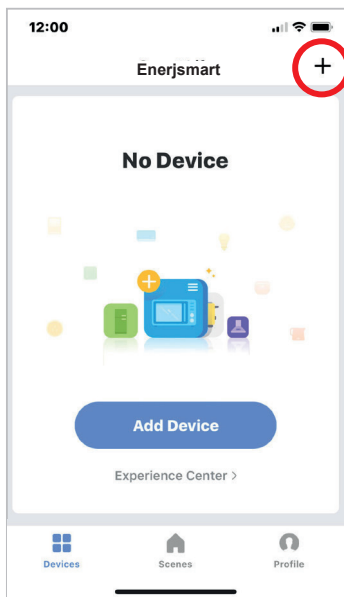 12:00
Enerjsmart
No Device
Add Device
Experience Center >
Devices
Scenes
Profile